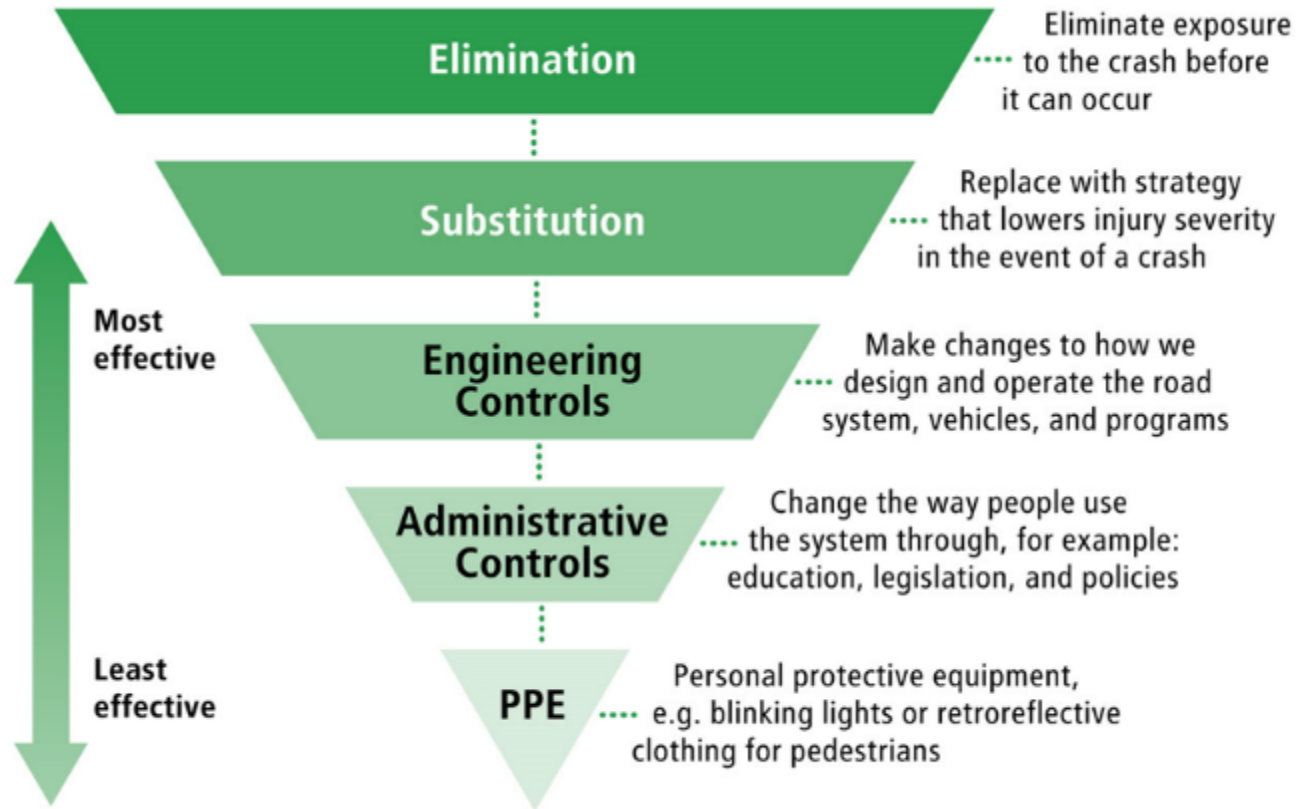 Elimination
Eliminate exposure
to the crash before
it can occur
Substitution
Replace with strategy
that lowers injury severity
in the event of a crash
Most
effective
Engineering
Controls
Make changes to how we
design and operate the road
system, vehicles, and programs
Administrative
Controls
Change the way people use
the system through, for example:
education, legislation, and policies
Least
effective
PPE
Personal protective equipment,
e.g. blinking lights or retroreflective
clothing for pedestrians